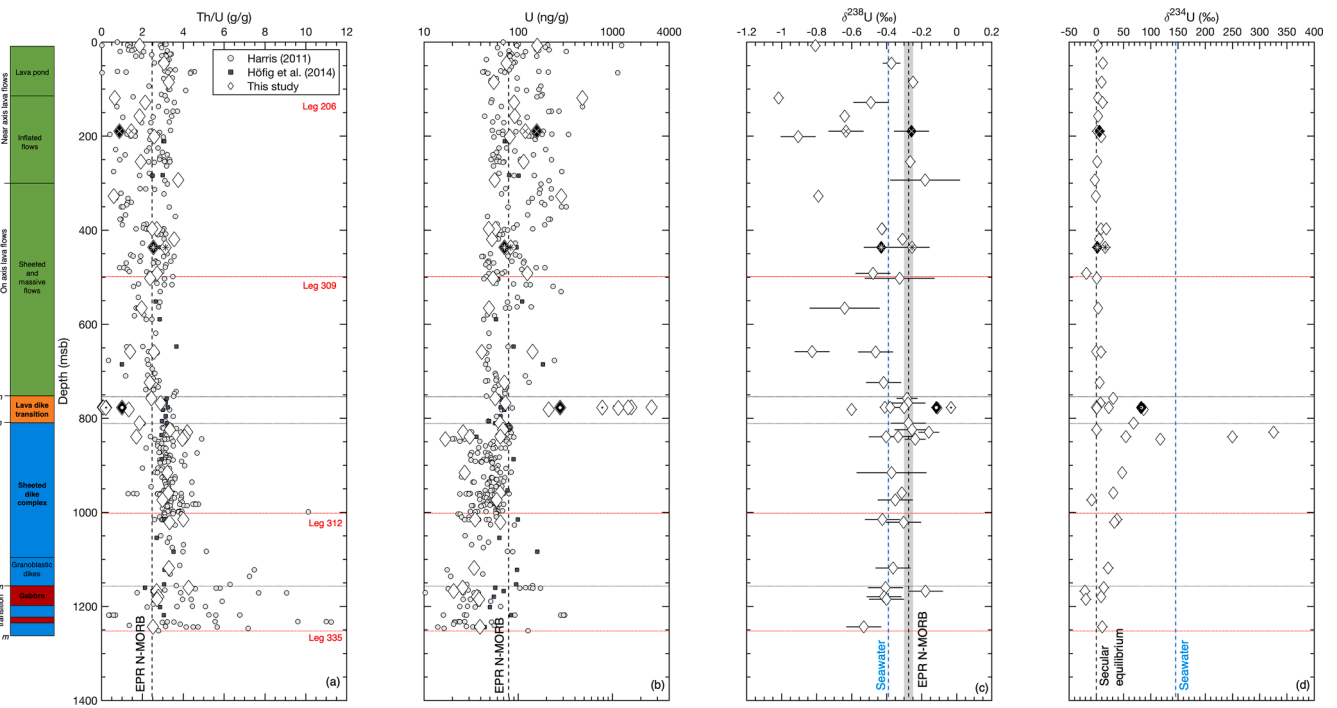 Th/U (g/g)
0 2 4 6 8 10 12
U (ng/g)
10 100 1000 4000
δ²³⁸U (‰)
-1.2 -1 -0.8 -0.6 -0.4 -0.2 0 0.2
δ²³⁴U (‰)
-50 0 50 100 150 200 250 300 350 400
Near axis lava flows
On axis lava flows
Lava pond
Inflated
flows
Sheeted
and
massive
flows
Lava dike
transition
Sheeted
dike
complex
Granoblastic
dikes
Gabbro
transition
Depth (msb)
0
200
400
600
800
1000
1200
1400
Harris (2011)
Höfig et al. (2014)
This study
Leg 206
Leg 309
Leg 312
Leg 335
EPR N-MORB
(a)
EPR N-MORB
(b)
Seawater
EPR N-MORB
(c)
Secular
equilibrium
Seawater
(d)